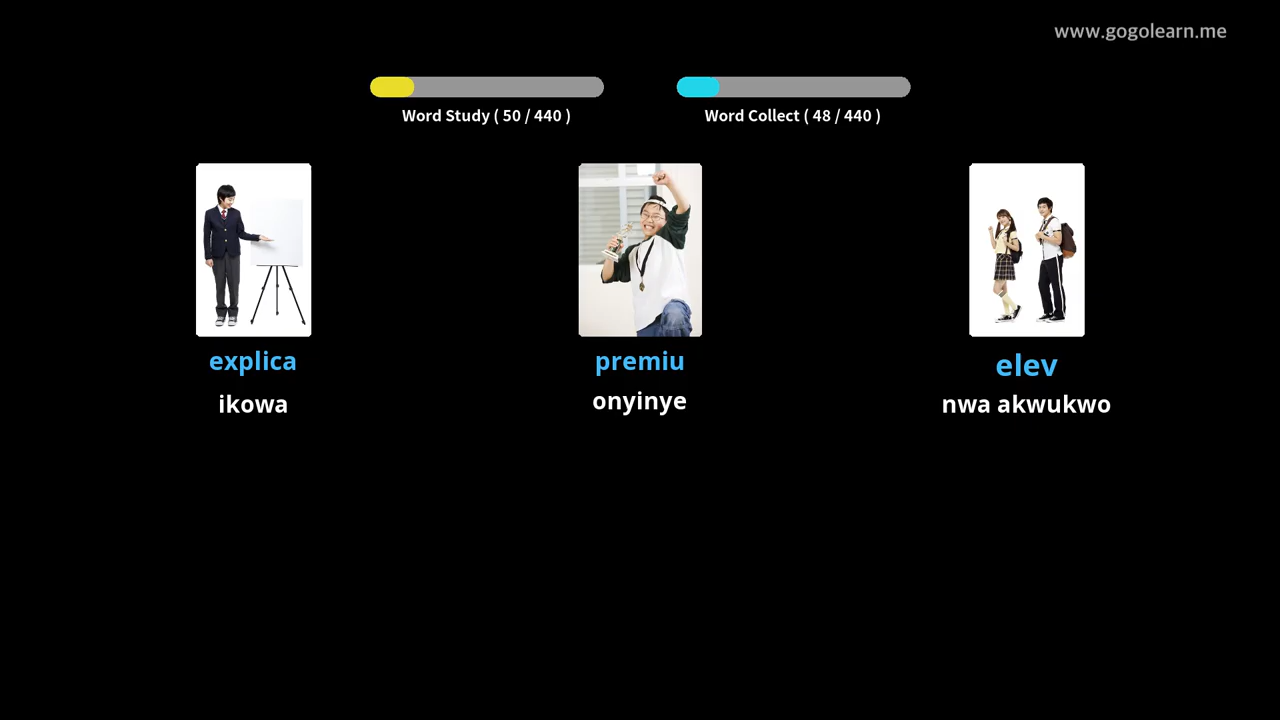 www.gogolearn.me
Word Study ( 50 / 440 )
Word Collect ( 48 / 440 )
explica
ikowa
premiu
onyinye
elev
nwa akwukwo